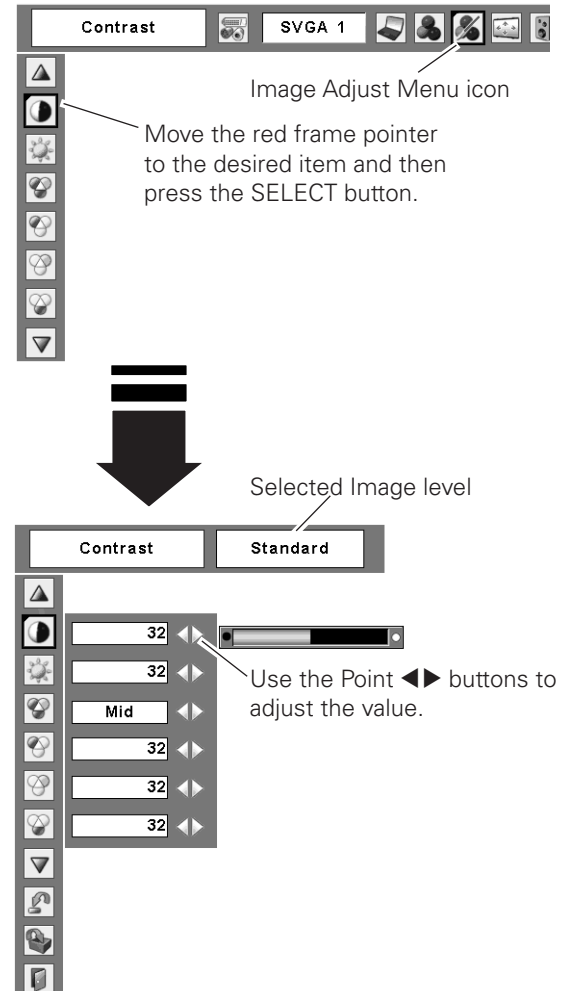 Contrast
SVGA 1
Image Adjust Menu icon
Move the red frame pointer
to the desired item and then
press the SELECT button.
Selected Image level
Contrast
Standard
32
32
Use the Point ◀▶ buttons to
adjust the value.
Mid
32
32
32